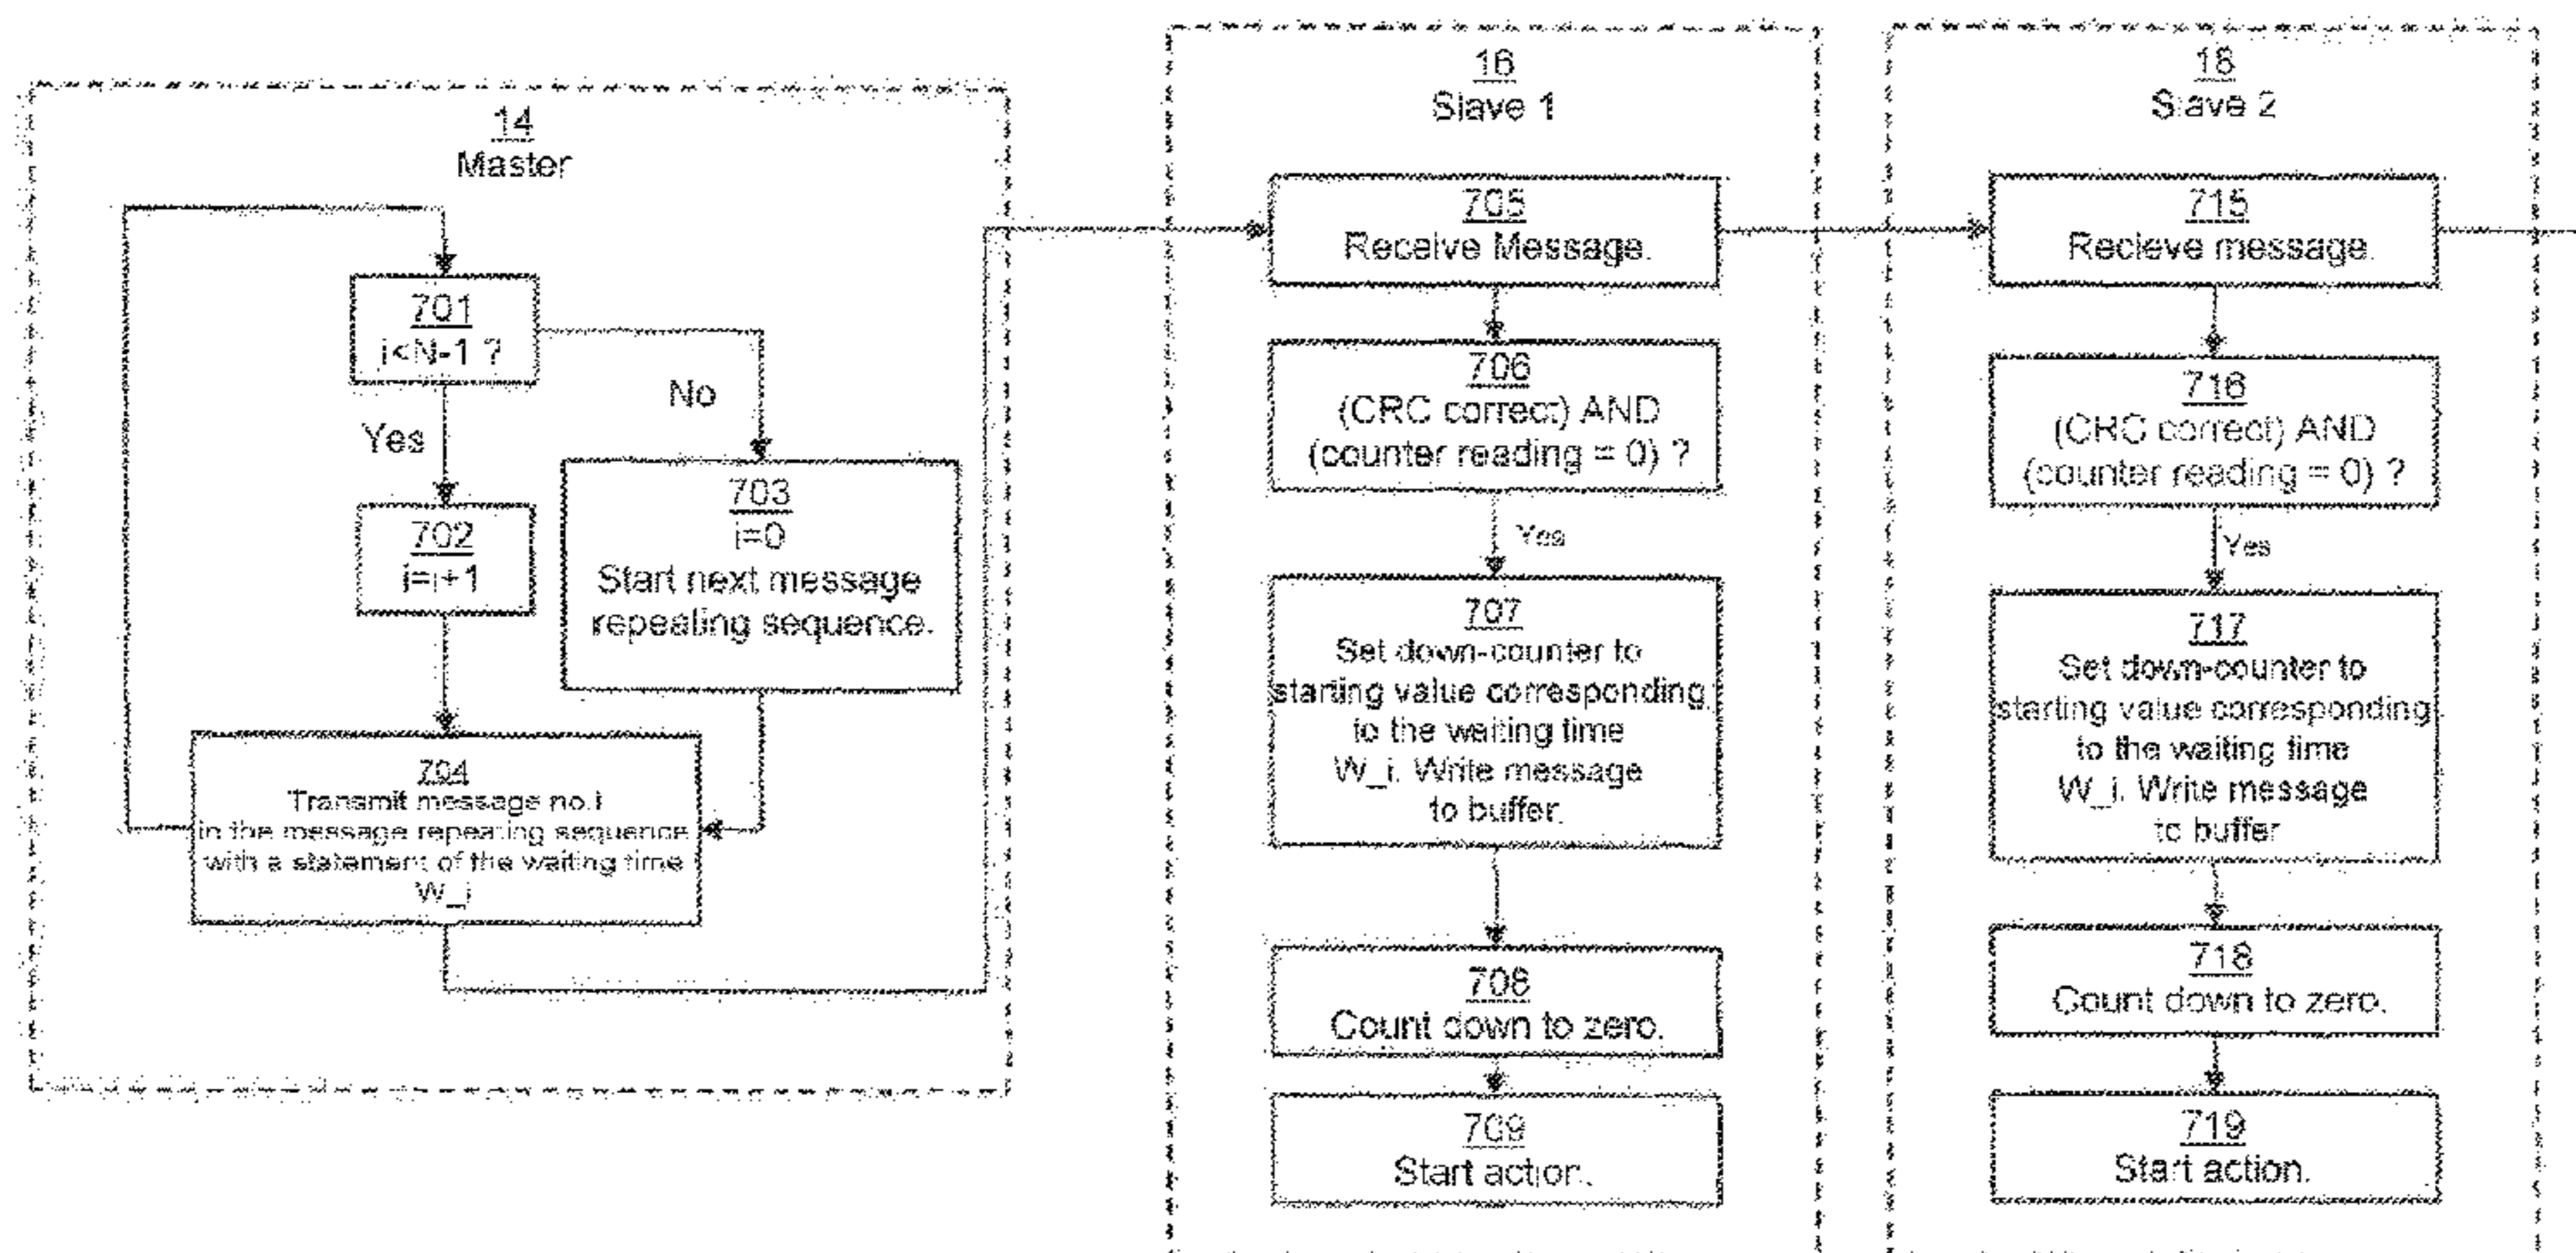 14
Master
701
i<N-1 ?
No
Yes
702
i=i+1
703
i=0
Start next message
repeating sequence.
704
Transmit message no.i
in the message repeating sequence
with a statement of the waiting time
W_i
16
Slave 1
705
Receive Message.
706
(CRC correct) AND
(counter reading = 0) ?
Yes
707
Set down-counter to
starting value corresponding
to the waiting time
W_i. Write message
to buffer.
708
Count down to zero.
709
Start action.
18
Slave 2
715
Recieve message.
716
(CRC correct) AND
(counter reading = 0) ?
Yes
717
Set down-counter to
starting value corresponding
to the waiting time
W_i. Write message
to buffer
718
Count down to zero.
719
Start action.